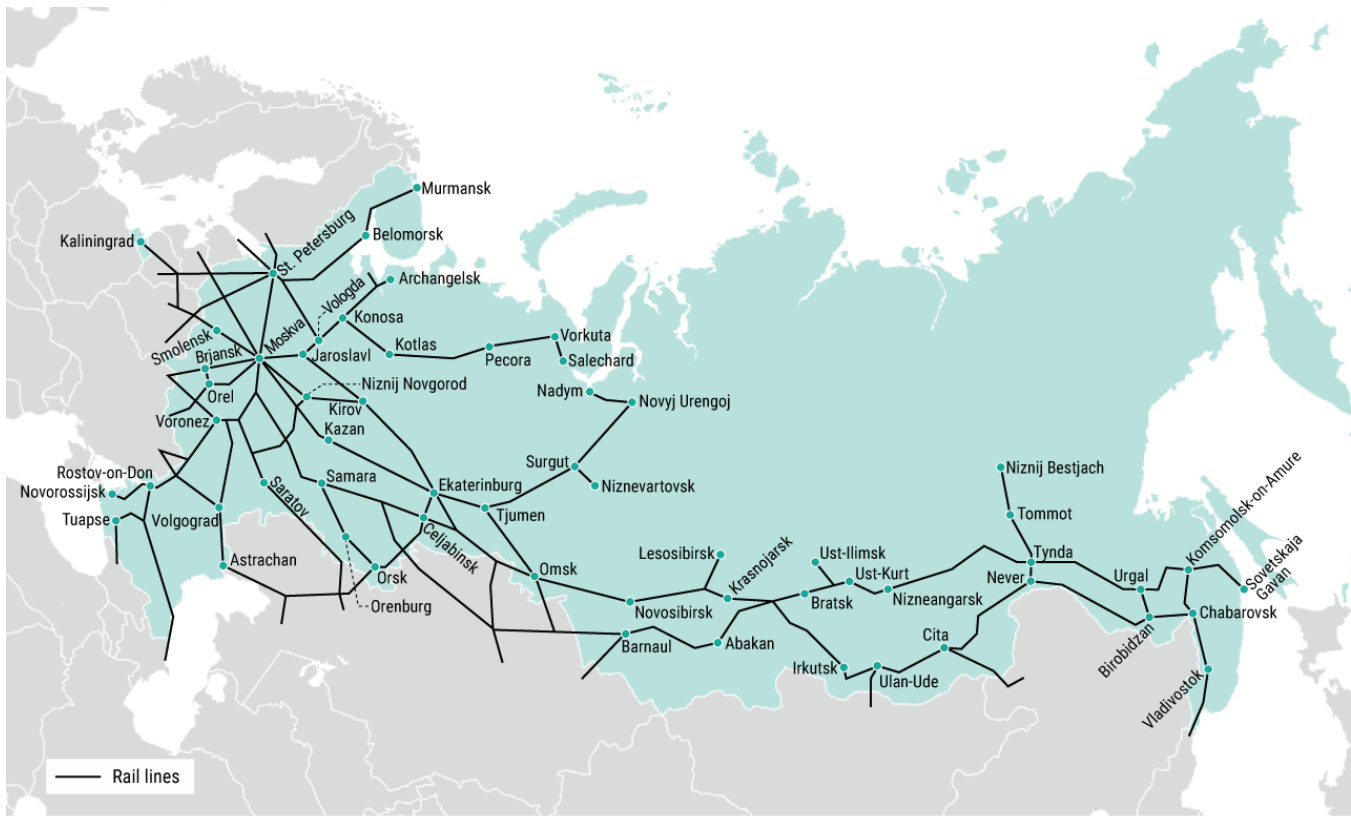 Murmansk
Kaliningrad
Belomorsk
St. Petersburg
Archangelsk
Vologda
Konosa
Smolensk
Moskva
Brjansk
Jaroslavl
Kotlas
Pecora
Vorkuta
Salechard
Orel
Niznij Novgorod
Kirov
Nadym
Novyj Urengoj
Voronez
Kazan
Rostov-on-Don
Novorossijsk
Tuapse
Volgograd
Saratov
Samara
Ekaterinburg
Surgut
Niznevartovsk
Tjumen
Celjabinsk
Astrachan
Orsk
Orenburg
Omsk
Lesosibirsk
Krasnojarsk
Novosibirsk
Barnaul
Abakan
Ust-Ilimsk
Ust-Kurt
Bratsk
Nizneangarsk
Irkutsk
Ulan-Ude
Cita
Niznij Bestjach
Tommot
Tynda
Never
Urgal
Komsomolsk-on-Amure
Sovetskaja
Gavan
Chabarovsk
Birobidzan
Vladivostok
Rail lines